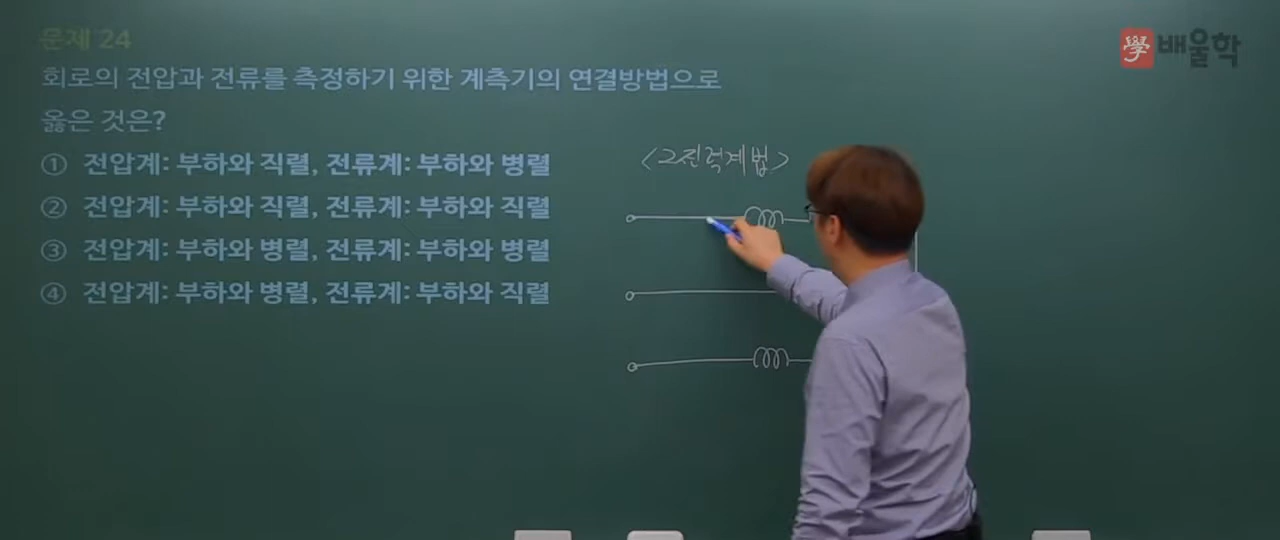 문제 24
회로의 전압과 전류를 측정하기 위한 계측기의 연결방법으로
옳은 것은?
① 전압계: 부하와 직렬, 전류계: 부하와 병렬
② 전압계: 부하와 직렬, 전류계: 부하와 직렬
③ 전압계: 부하와 병렬, 전류계: 부하와 병렬
④ 전압계: 부하와 병렬, 전류계: 부하와 직렬
<2전력계법>
學 배울학